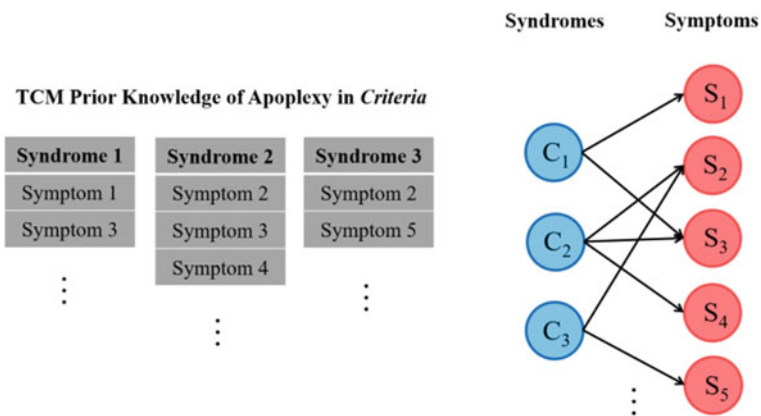 TCM Prior Knowledge of Apoplexy in Criteria
Syndrome 1
Symptom 1
Symptom 3
Syndrome 2
Symptom 2
Symptom 3
Symptom 4
Syndrome 3
Symptom 2
Symptom 5
Syndromes
C1
C2
C3
Symptoms
S1
S2
S3
S4
S5